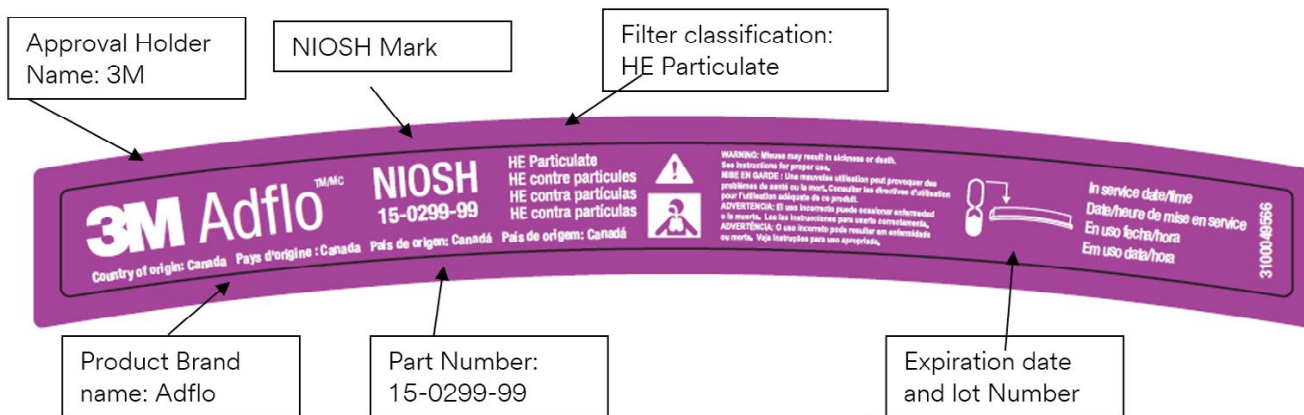 Approval Holder
Name: 3M
NIOSH Mark
Filter classification:
HE Particulate
3M Adflo TM/MC
Country of origin: Canada Pays d'origine : Canada País de origen: Canadá País de origem: Canadá
NIOSH
15-0299-99
HE Particulate
HE contre particules
HE contra partículas
HE contra partículas
WARNING: Misuse may result in sickness or death.
See Instructions for proper use.
MISE EN GARDE : Une mauvaise utilisation peut provoquer des
problèmes de santé ou la mort. Consulter les directives d'utilisation
pour l'utilisation adéquate de ce produit.
ADVERTENCIA: El uso incorrecto puede ocasionar enfermedad
o la muerte. Lea las instrucciones para usarlo correctamente.
ADVERTÊNCIA: O uso incorreto pode resultar em enfermidade
ou morte. Veja instruções para uso apropriado.
In service date/time
Date/heure de mise en service
En uso fecha/hora
Em uso data/hora
3100049566
Product Brand
name: Adflo
Part Number:
15-0299-99
Expiration date
and lot Number